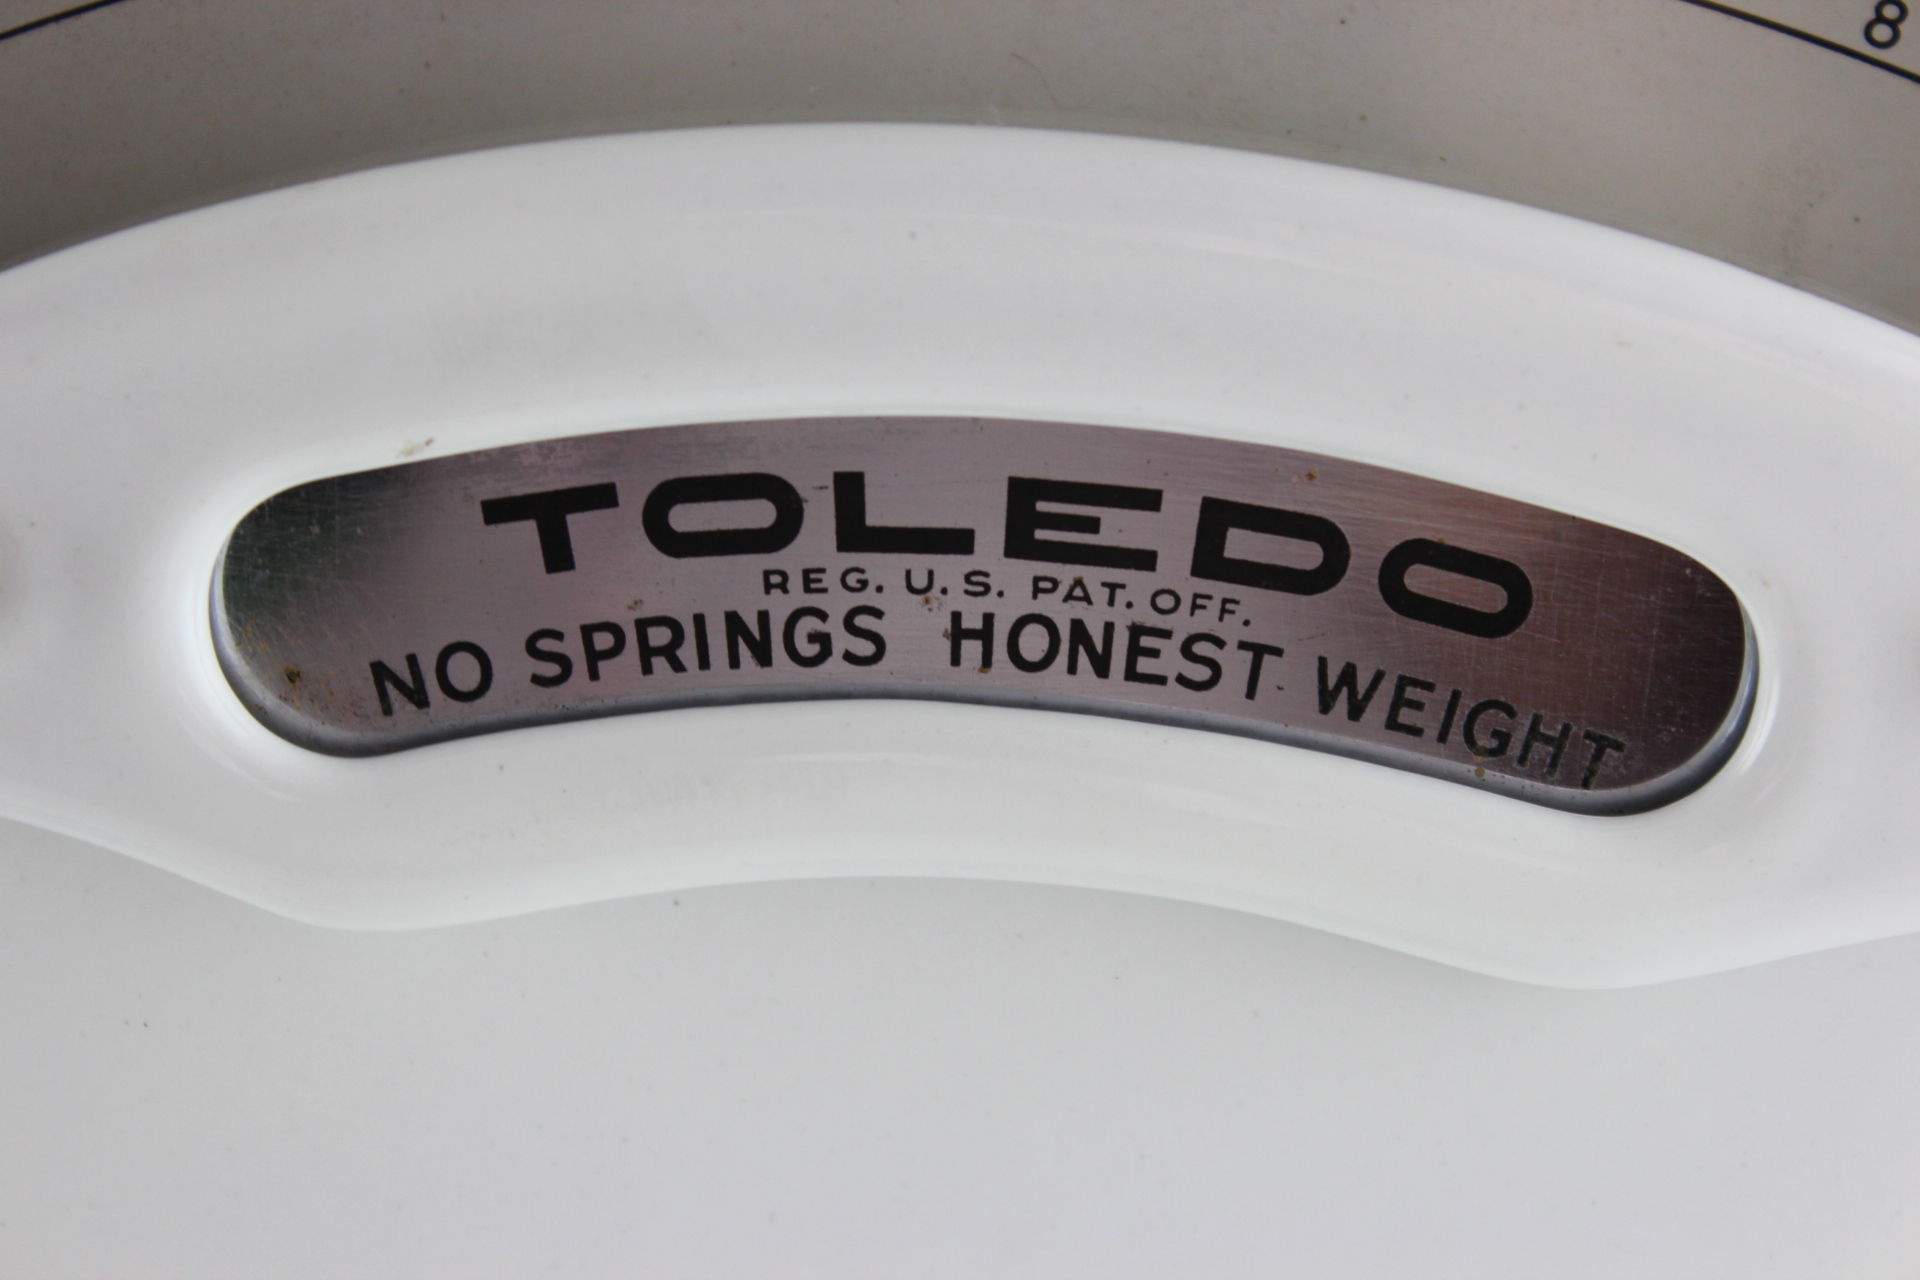 8
TOLEDO
REG. U.S. PAT. OFF.
NO SPRINGS HONEST WEIGHT